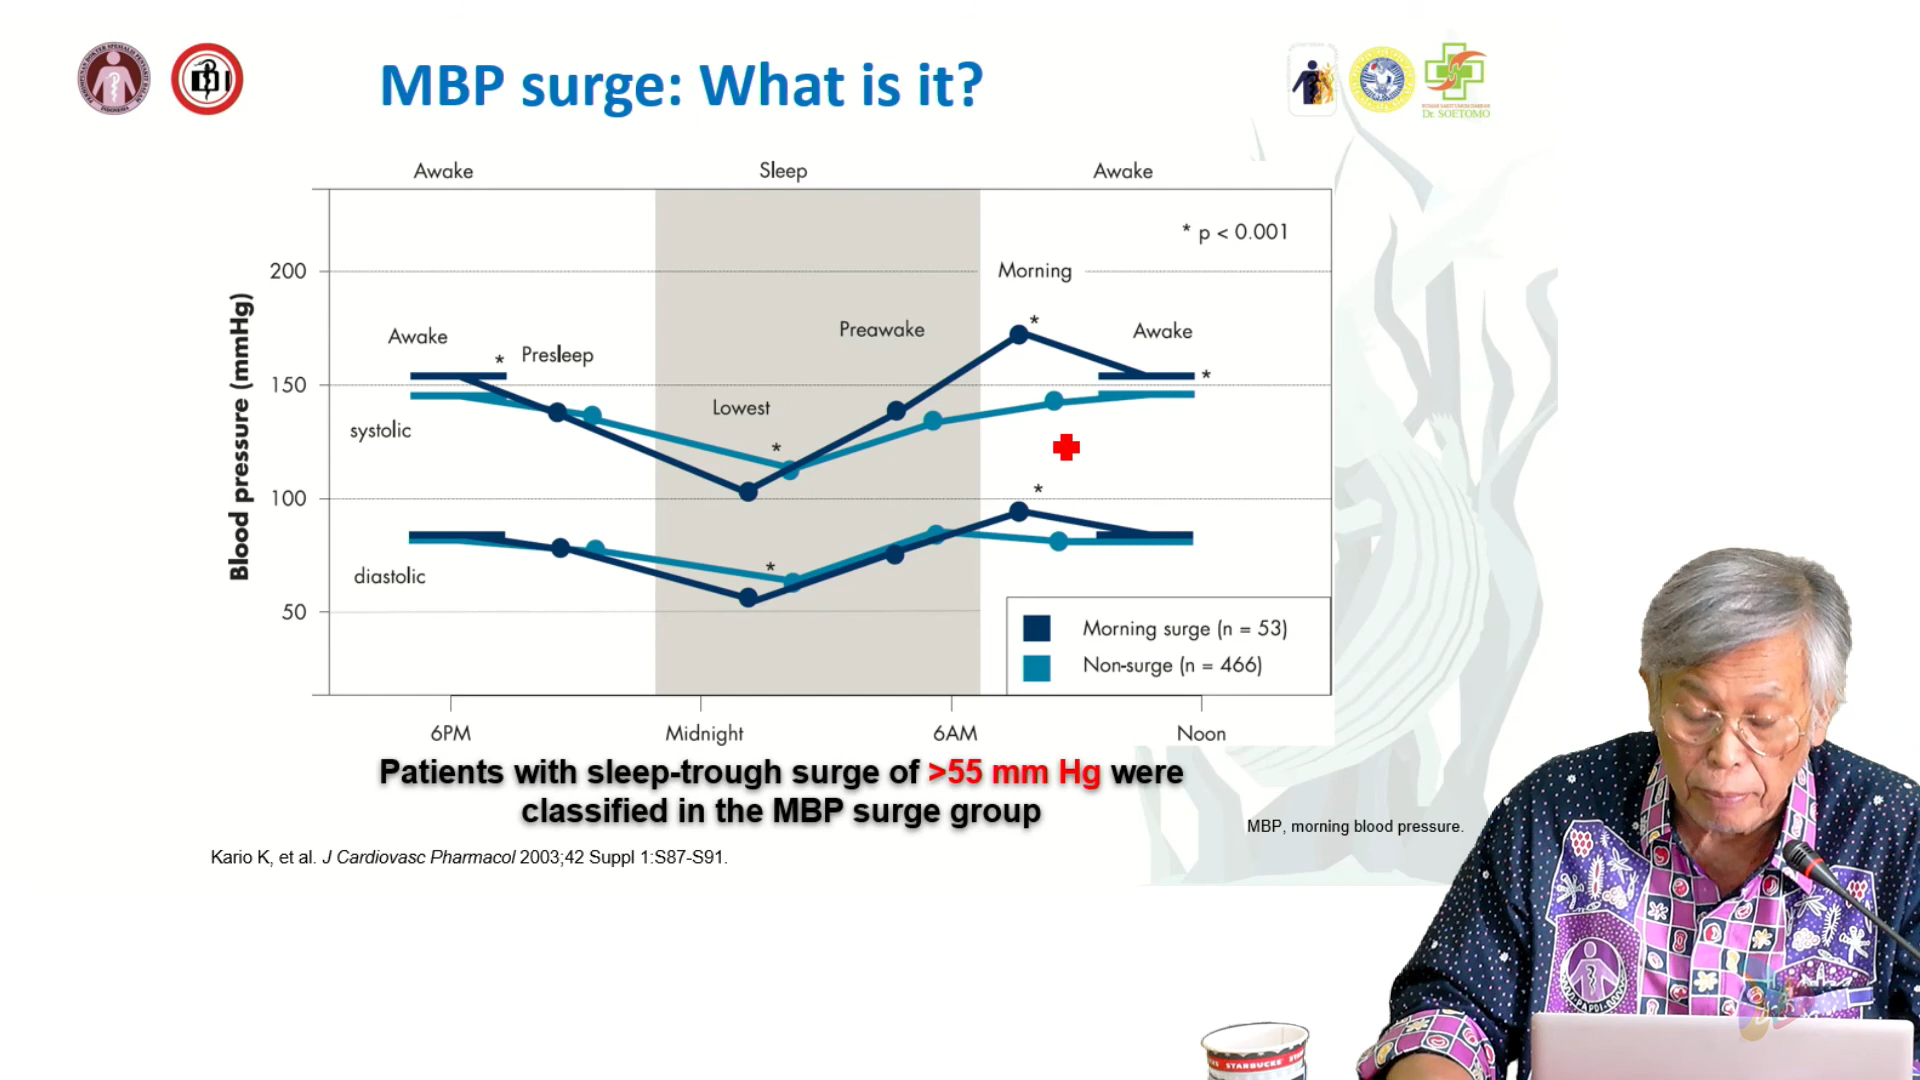 MBP surge: What is it?
Dr. SOETOMO
Awake
Sleep
Awake
* p < 0.001
200
Morning
Awake
*
Presleep
Preawake
*
Awake
*
150
Lowest
*
systolic
100
*
*
diastolic
50
Blood pressure (mmHg)
Morning surge (n = 53)
Non-surge (n = 466)
6PM
Midnight
6AM
Noon
Patients with sleep-trough surge of >55 mm Hg were
classified in the MBP surge group
MBP, morning blood pressure.
Kario K, et al. J Cardiovasc Pharmacol 2003;42 Suppl 1:S87-S91.
STARBUCKS